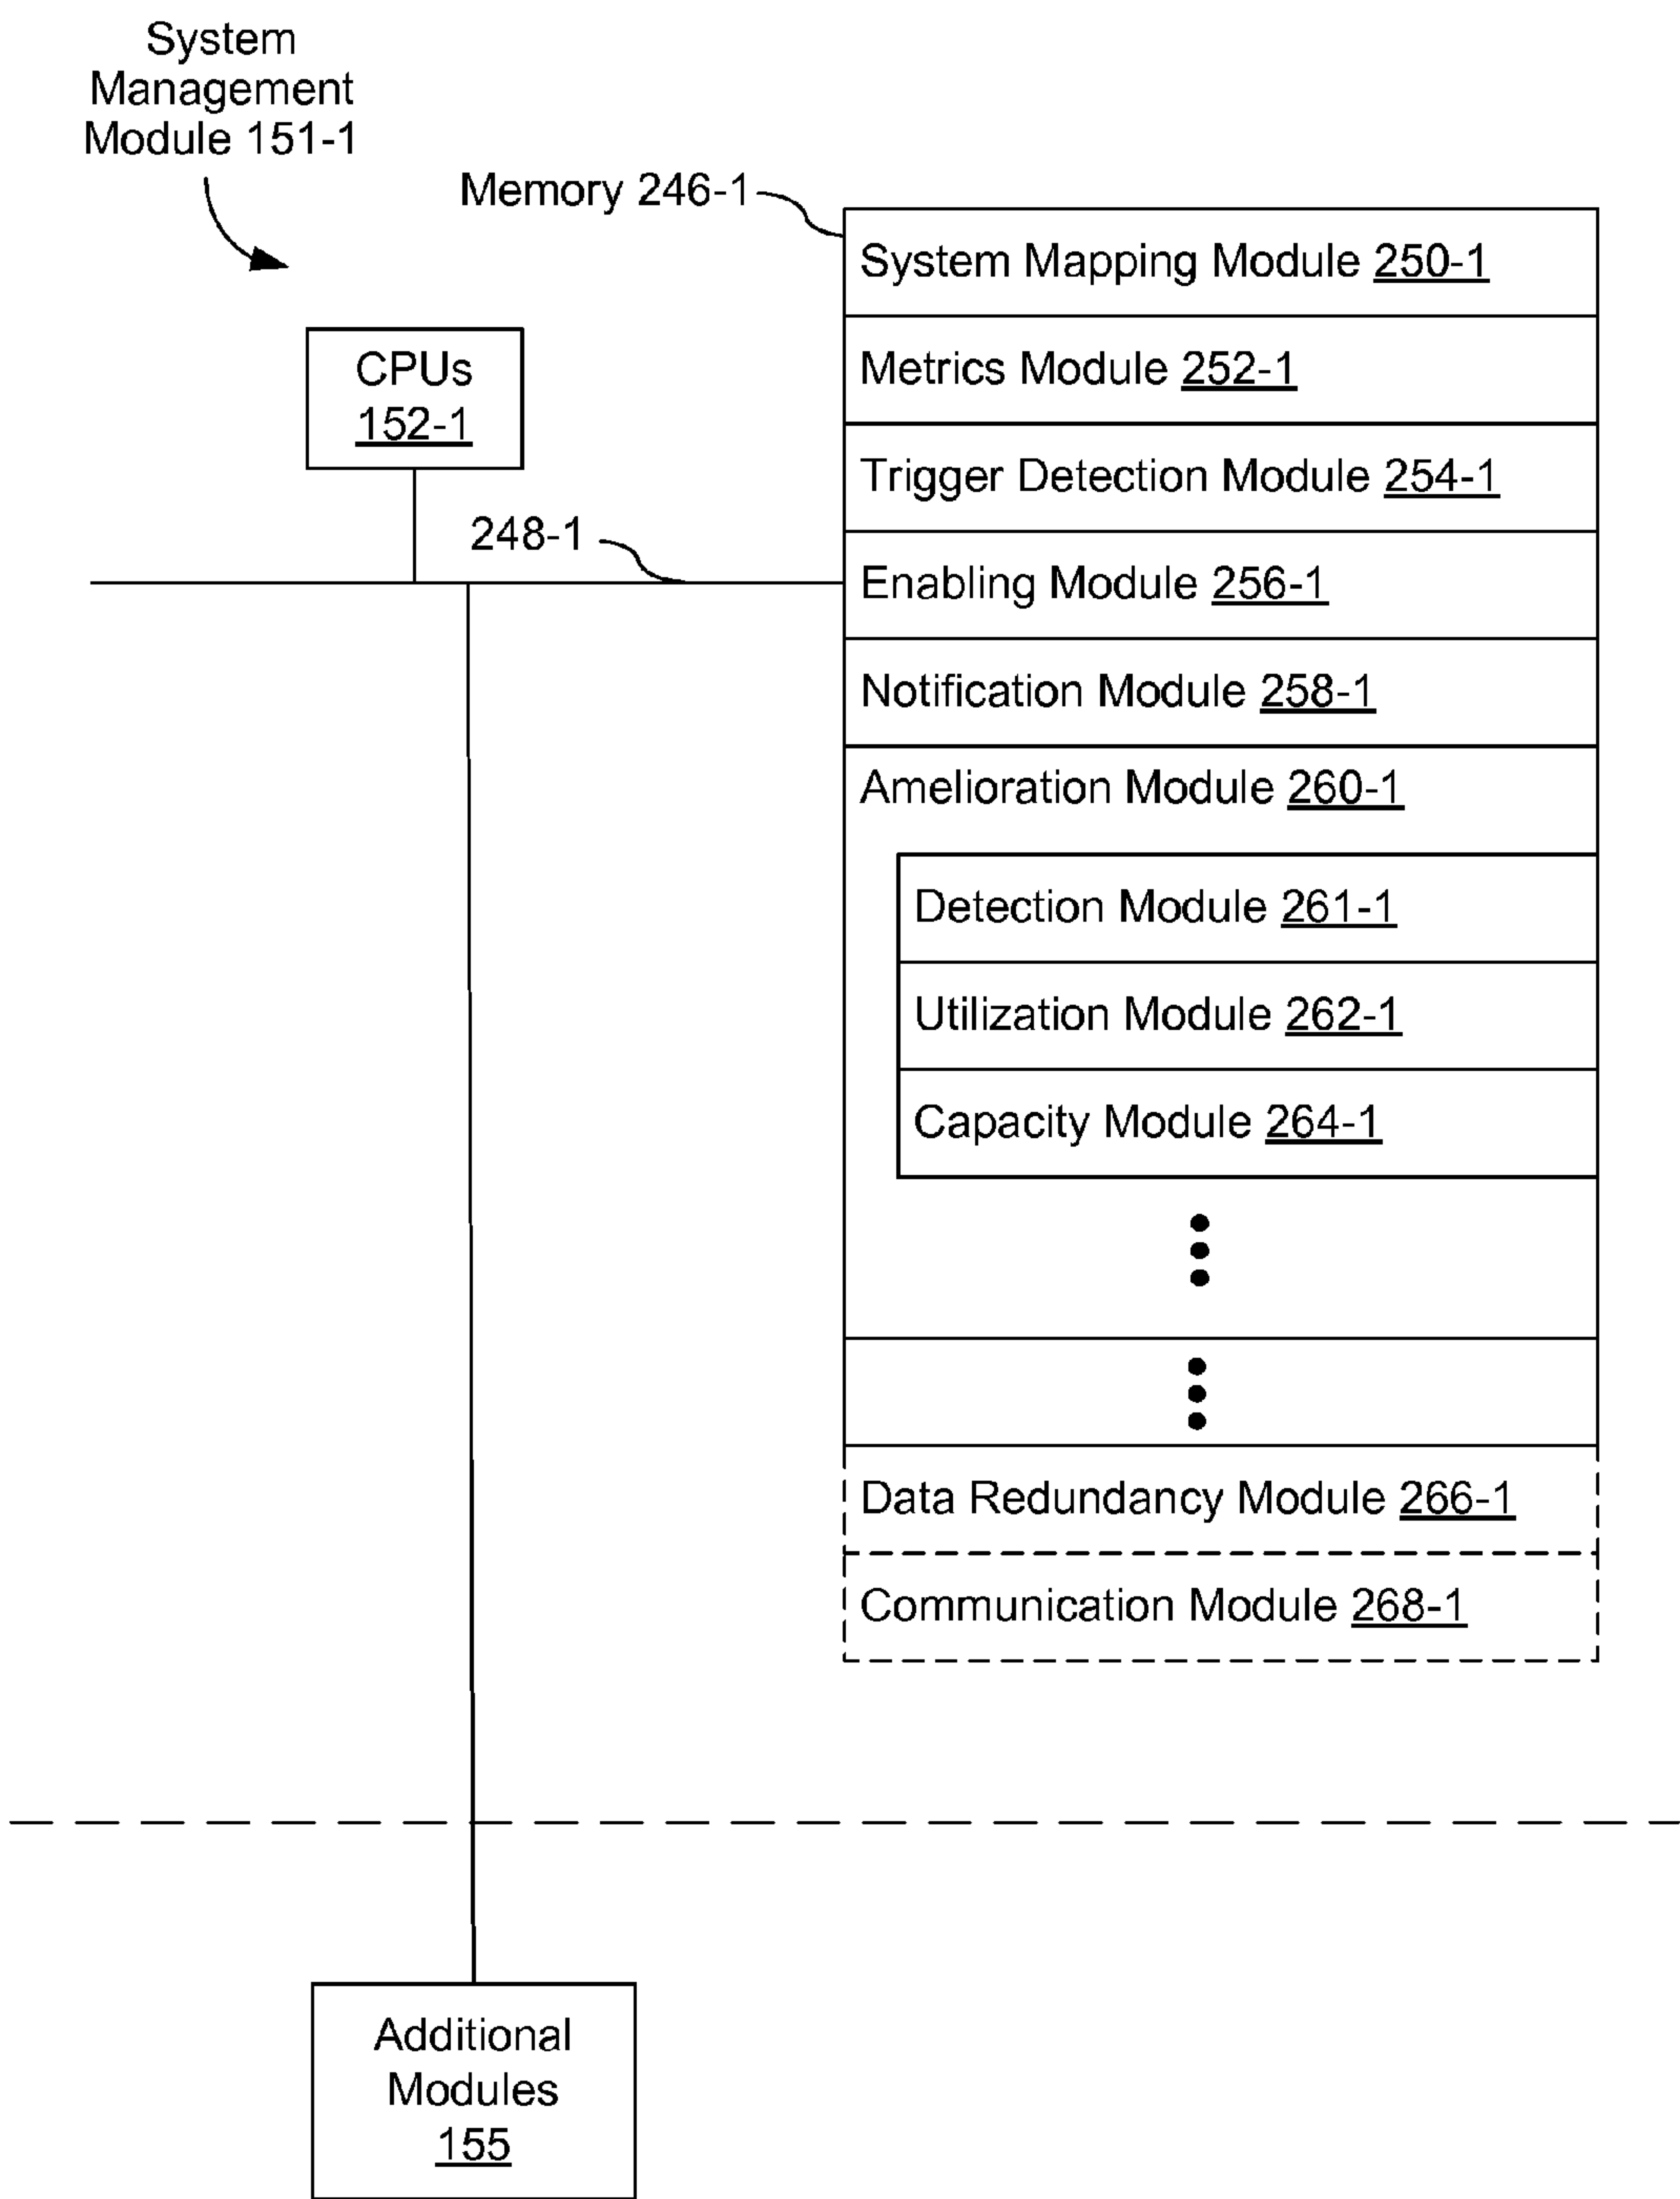 System
Management
Module 151-1
Memory 246-1
System Mapping Module 250-1
CPUs
152-1
Metrics Module 252-1
Trigger Detection Module 254-1
248-1
Enabling Module 256-1
Notification Module 258-1
Amelioration Module 260-1
Detection Module 261-1
Utilization Module 262-1
Capacity Module 264-1
Data Redundancy Module 266-1
Communication Module 268-1
Additional
Modules
155